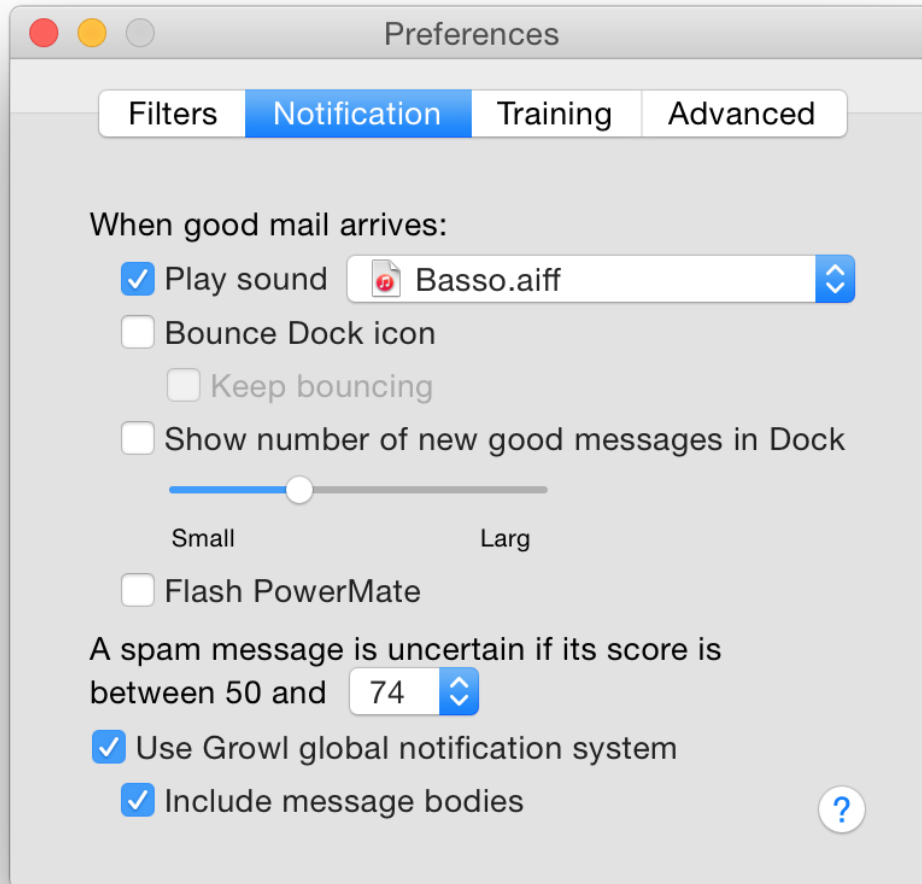 Preferences
Filters Notification Training Advanced
When good mail arrives:
Play sound Basso.aiff
Bounce Dock icon
Keep bouncing
Show number of new good messages in Dock
Small Larg
Flash PowerMate
A spam message is uncertain if its score is
between 50 and 74
Use Growl global notification system
Include message bodies
?